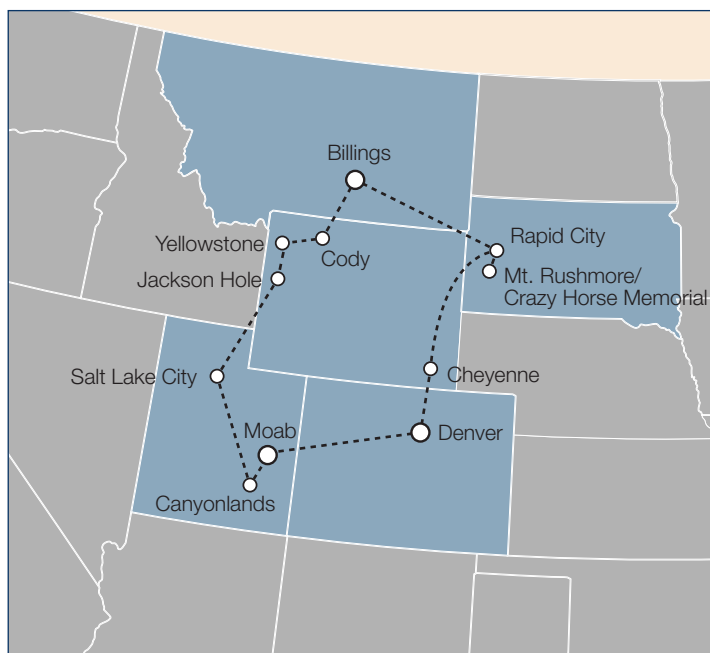 Billings
Rapid City
Yellowstone
Cody
Mt. Rushmore/
Crazy Horse Memorial
Jackson Hole
Salt Lake City
Cheyenne
Moab
Denver
Canyonlands